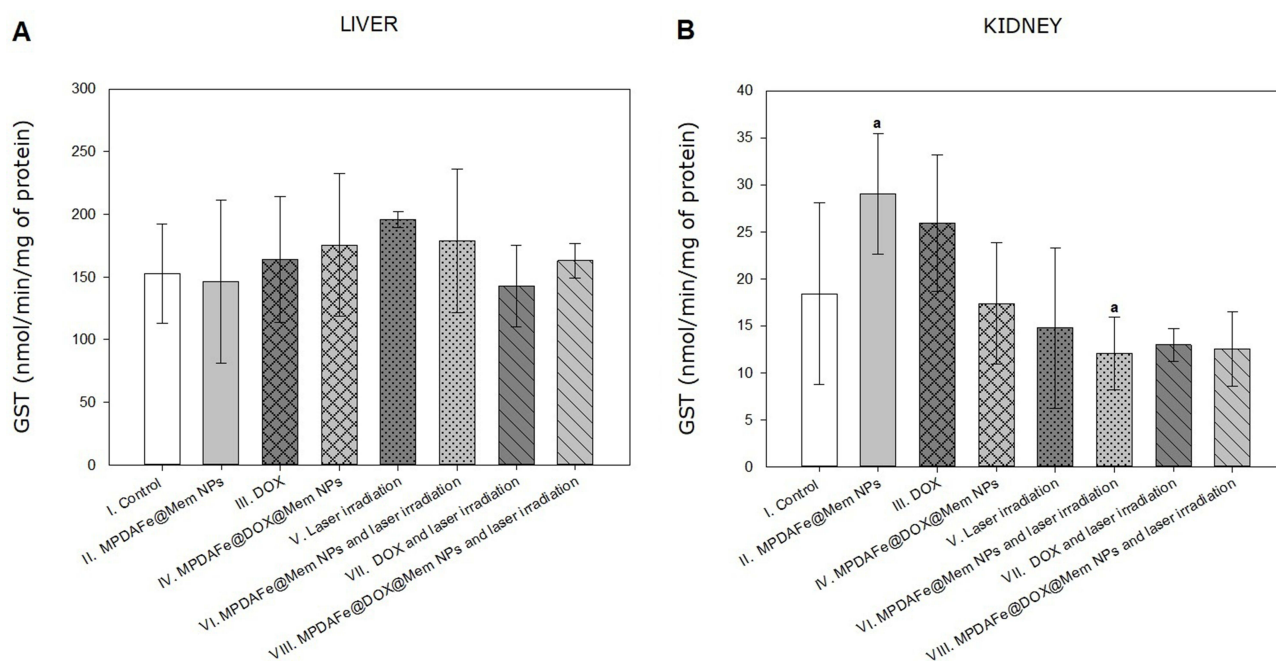 A
LIVER
GST (nmol/min/mg of protein)
300
250
200
150
100
50
0
I. Control
II. MPDAFe@Mem NPs
III. DOX
IV. MPDAFe@DOX@Mem NPs
V. Laser irradiation
VI. MPDAFe@Mem NPs and laser irradiation
VII. DOX and laser irradiation
VIII. MPDAFe@DOX@Mem NPs and laser irradiation
B
KIDNEY
GST (nmol/min/mg of protein)
40
35
30
25
20
15
10
5
0
a
a
I. Control
II. MPDAFe@Mem NPs
III. DOX
IV. MPDAFe@DOX@Mem NPs
V. Laser irradiation
VI. MPDAFe@Mem NPs and laser irradiation
VII. DOX and laser irradiation
VIII. MPDAFe@DOX@Mem NPs and laser irradiation